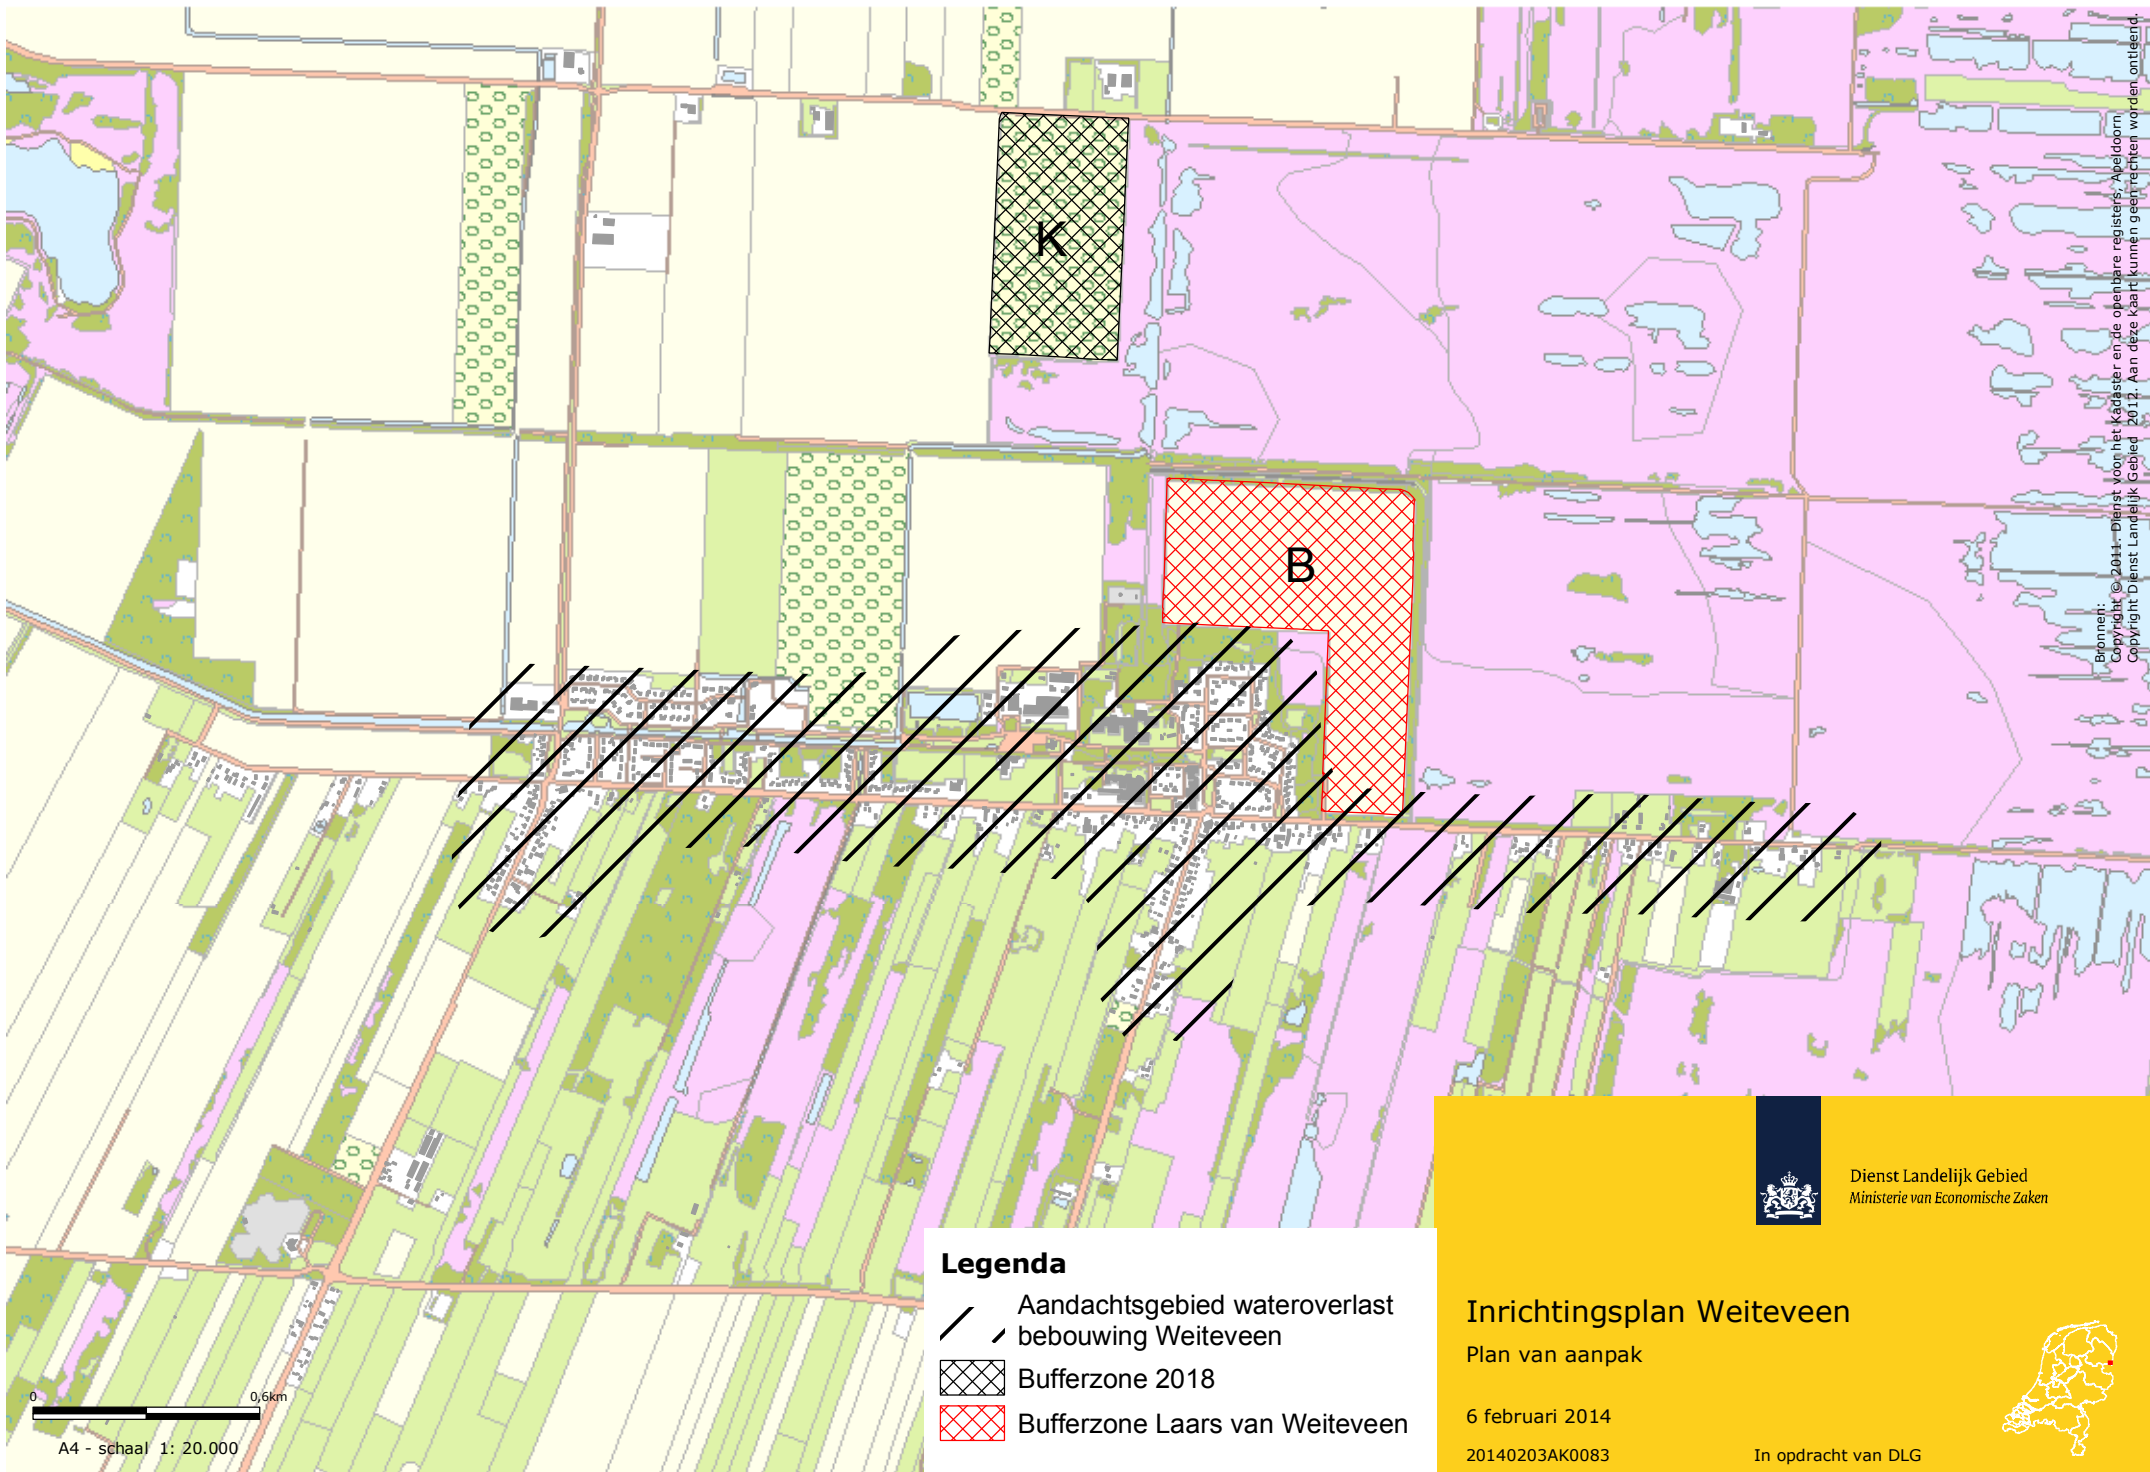 K
B
Bronnen:
Copyright © 2011. Dienst voor het Kadaster en de openbare registers, Apeldoorn
Copyright Dienst Landelijk Gebied 2012. Aan deze kaart kunnen geen rechten worden ontleend.
0
0,6km
A4 - schaal 1: 20.000
Legenda
Aandachtsgebied wateroverlast
bebouwing Weiteveen
Bufferzone 2018
Bufferzone Laars van Weiteveen
Dienst Landelijk Gebied
Ministerie van Economische Zaken
Inrichtingsplan Weiteveen
Plan van aanpak
6 februari 2014
20140203AK0083
In opdracht van DLG